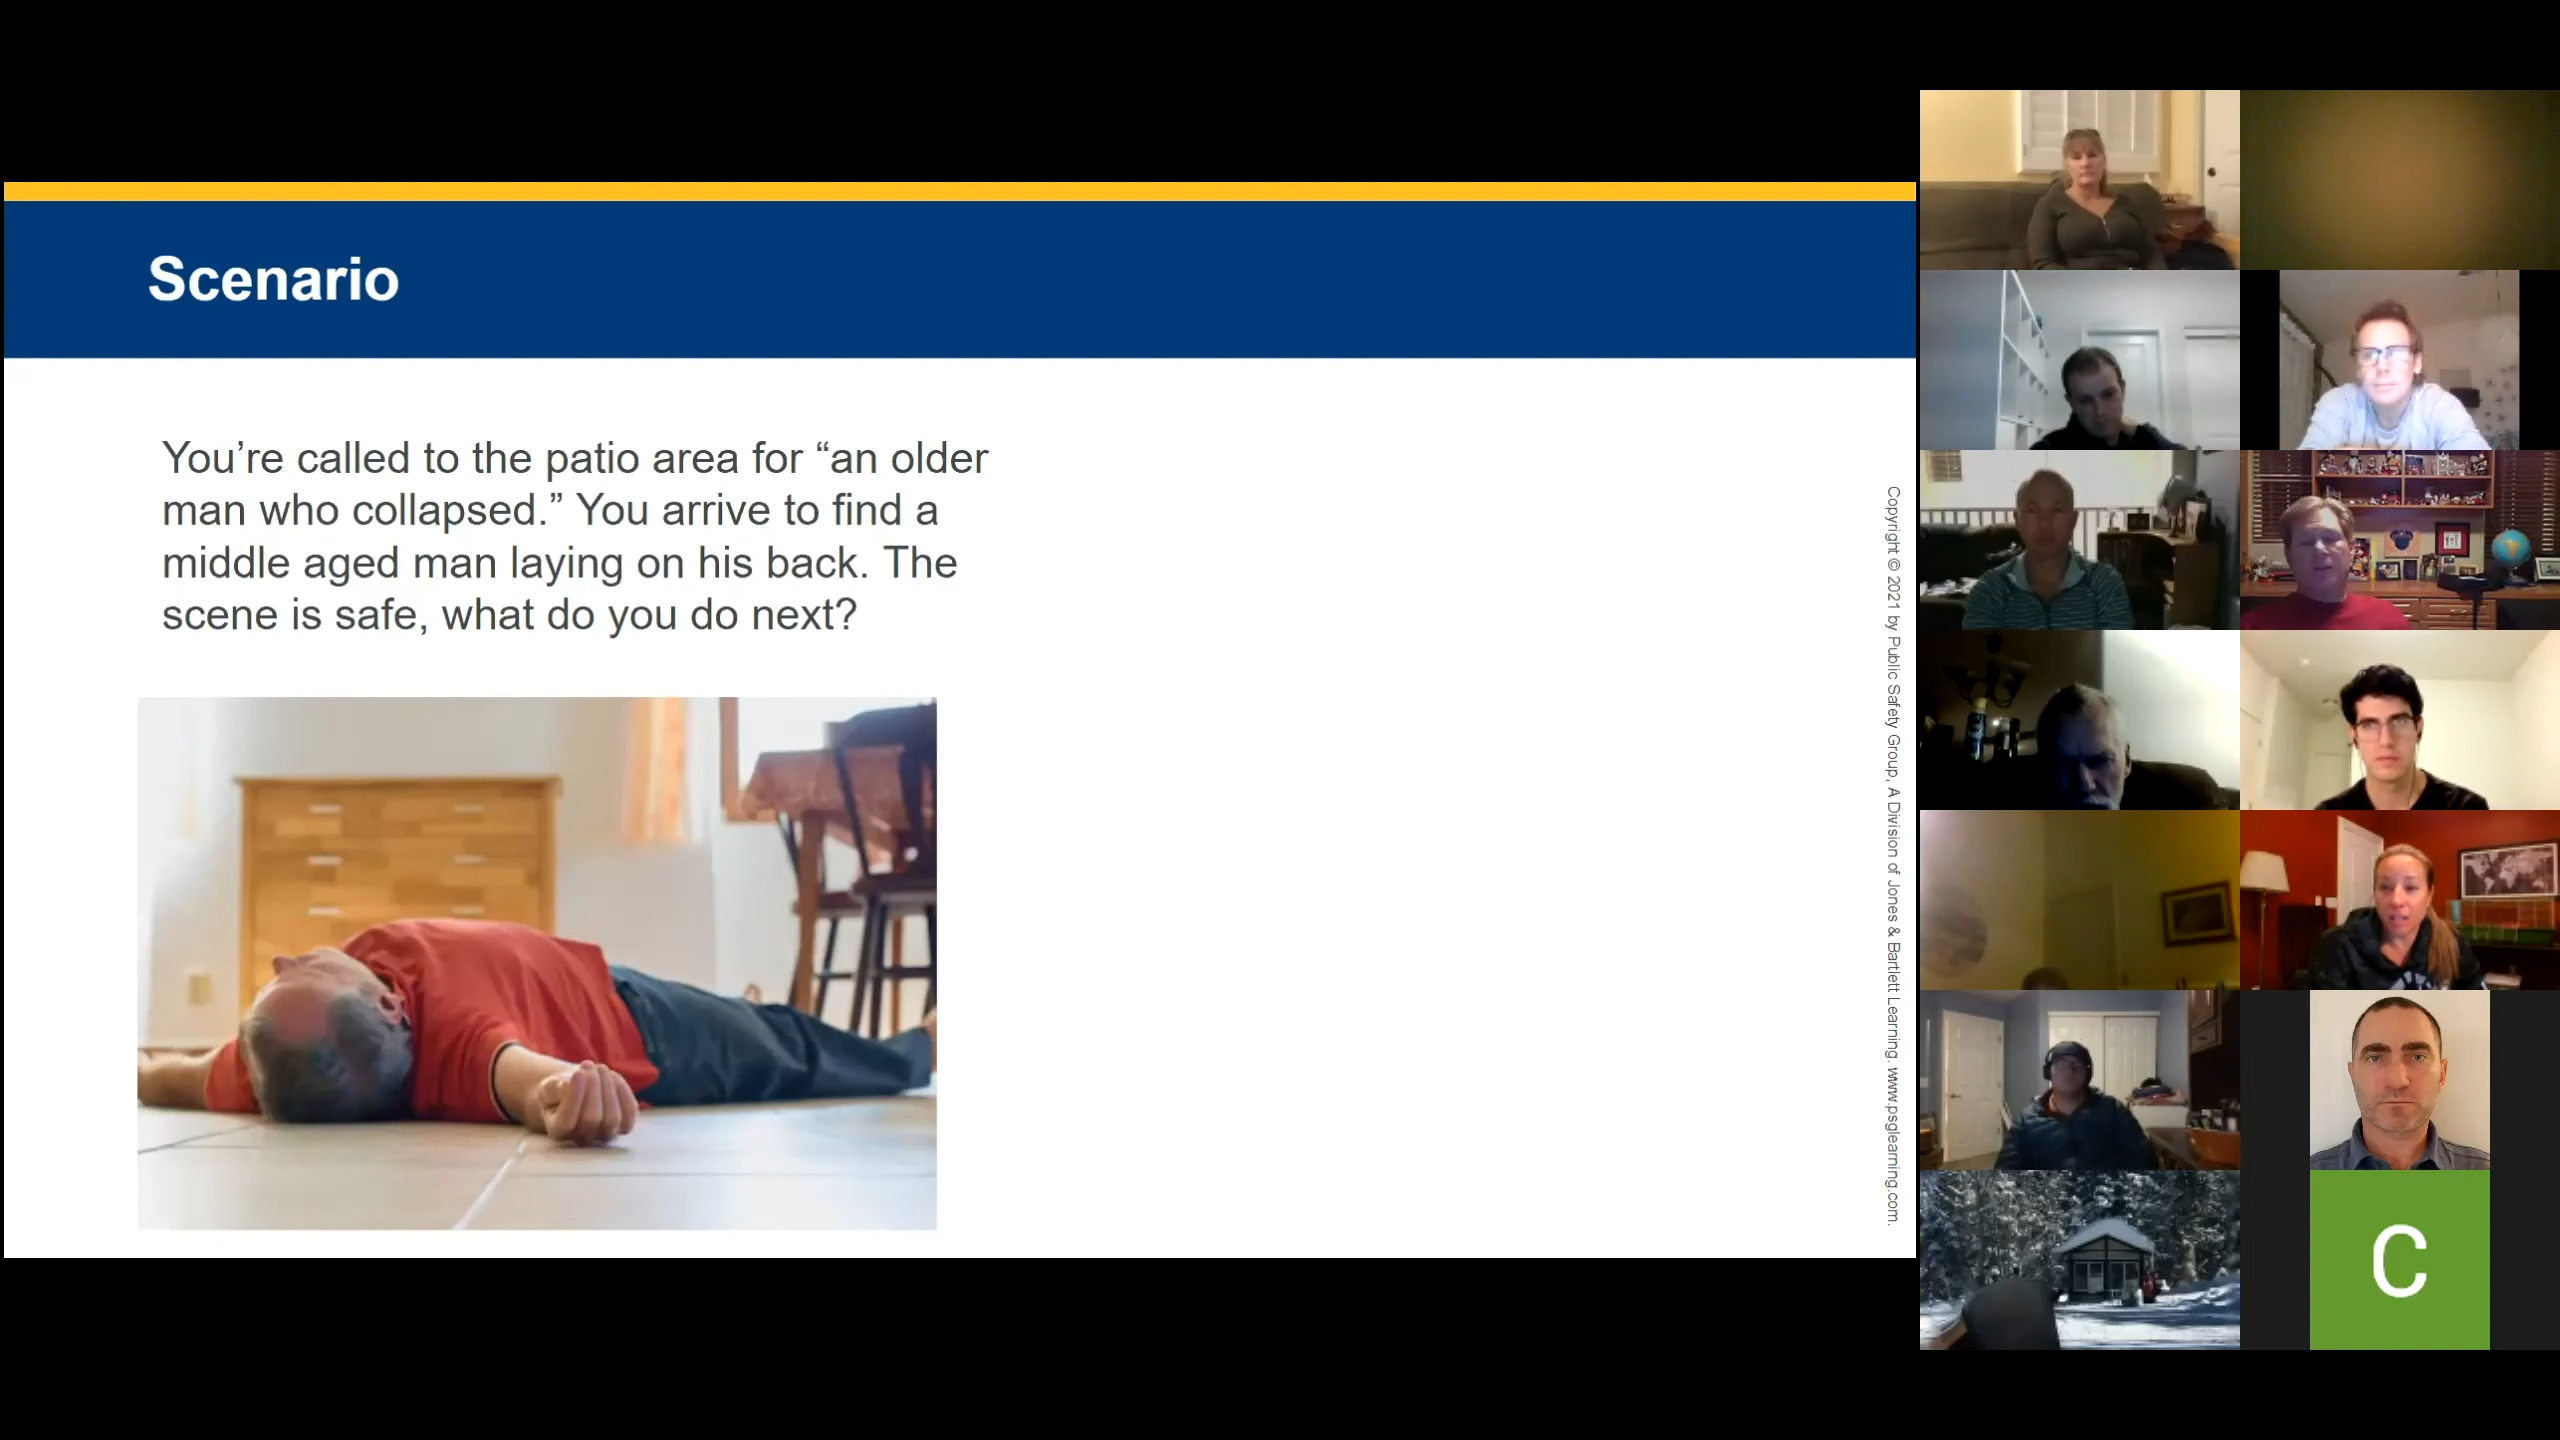 Scenario
You’re called to the patio area for “an older
man who collapsed.” You arrive to find a
middle aged man laying on his back. The
scene is safe, what do you do next?
Copyright © 2021 by Public Safety Group, A Division of Jones & Bartlett Learning. www.psglearning.com.
C